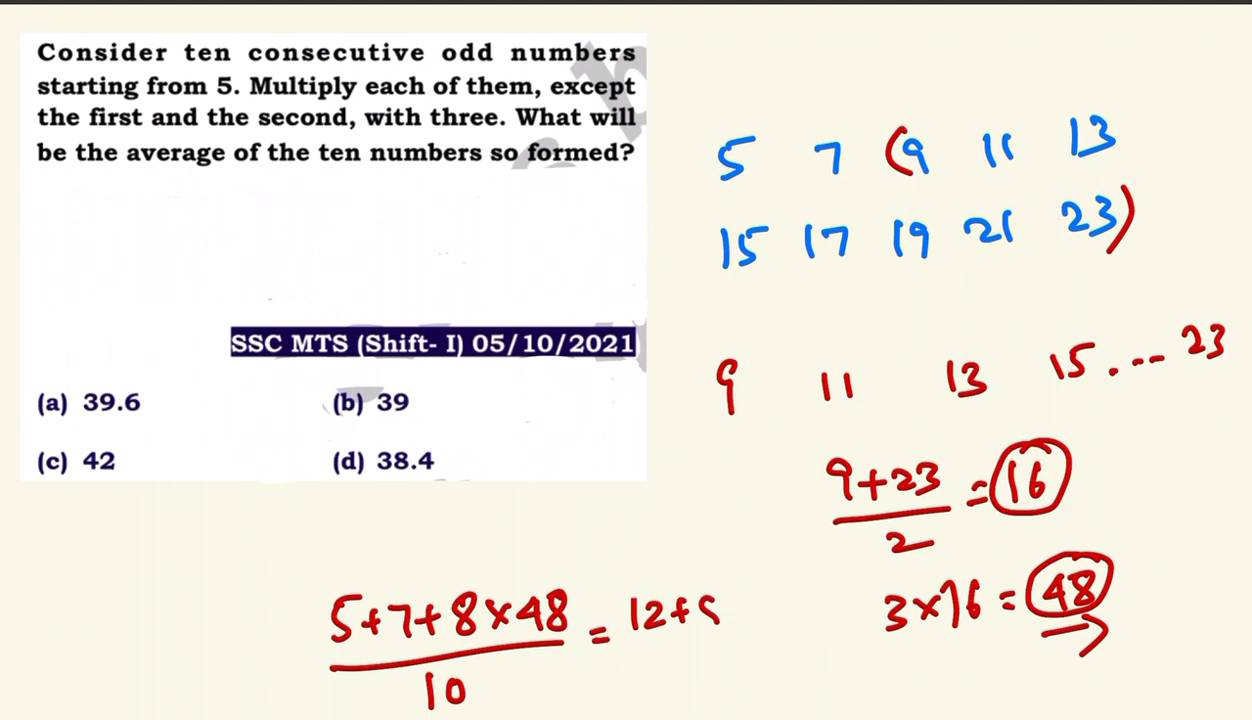 Consider ten consecutive odd numbers
starting from 5. Multiply each of them, except
the first and the second, with three. What will
be the average of the ten numbers so formed?
SSC MTS (Shift- I) 05/10/2021
(a) 39.6 (b) 39
(c) 42 (d) 38.4
5 7 (9 11 13
15 17 19 21 23)
9 11 13 15 .... 23
9+23
2
= 16
3×16 = 48
5+7+8×48
10
= 12+